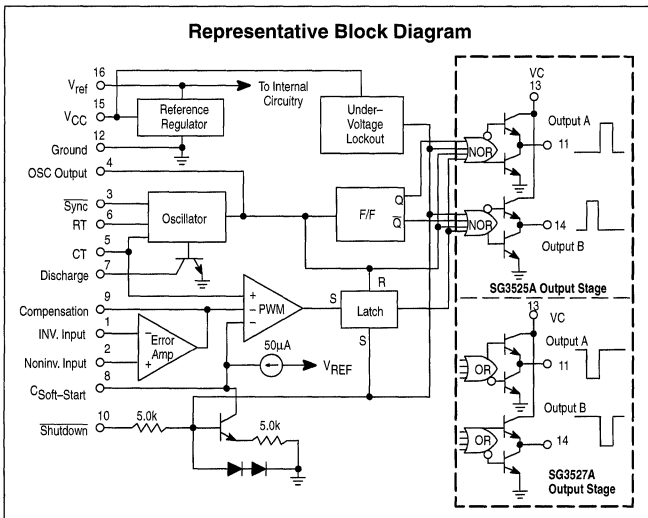 Representative Block Diagram
16
Vref
To Internal
Circuitry
15
VCC
Reference
Regulator
Under–
Voltage
Lockout
12
Ground
4
OSC Output
3
Sync
6
RT
Oscillator
5
CT
7
Discharge
F/F
Q
Q
9
Compensation
1
INV. Input
2
Noninv. Input
8
CSoft–Start
10
Shutdown
+
–
–
PWM
S
R
Latch
S
–
+
Error
Amp
50µA
VREF
5.0k
5.0k
VC
13
Output A
NOR
11
NOR
14
Output B
SG3525A Output Stage
13
VC
Output A
OR
11
Output B
OR
14
SG3527A
Output Stage